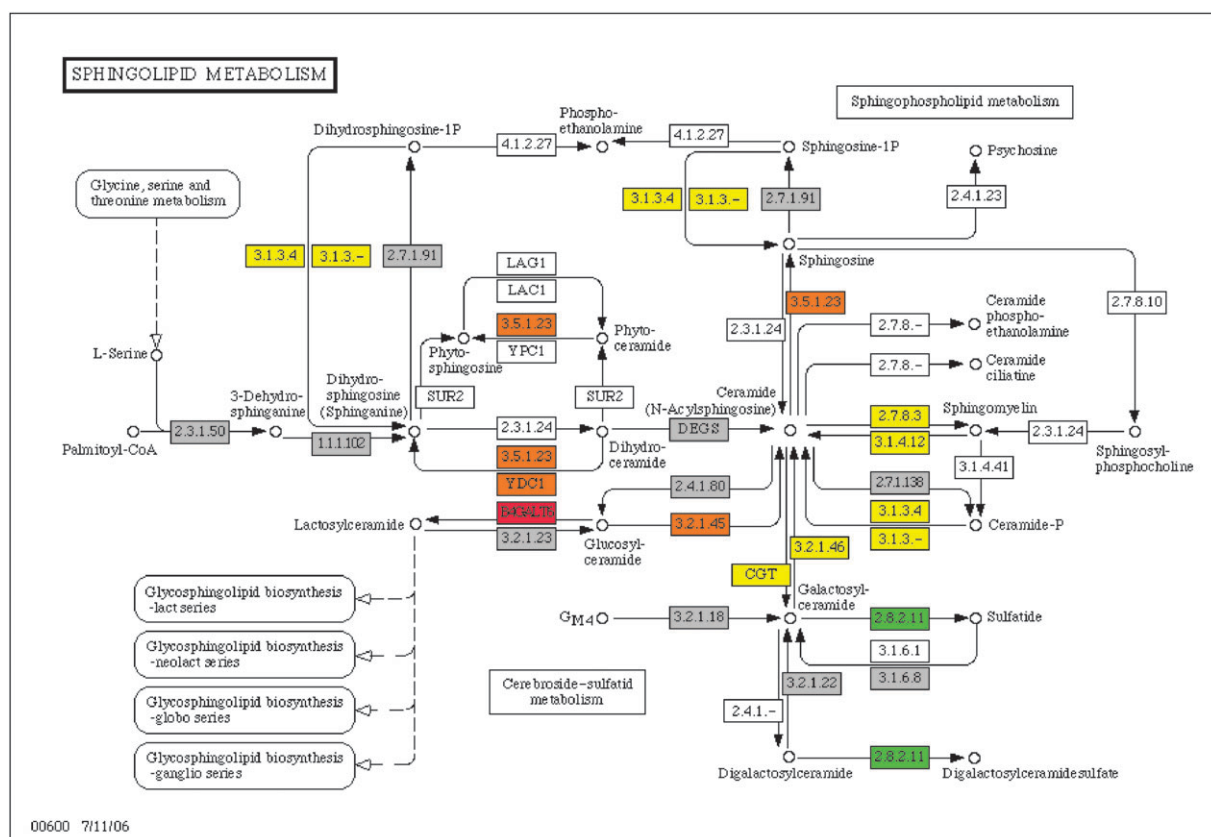 SPHINGOLIPID METABOLISM
Sphingophospholipid metabolism
Phospho-
ethanolamine
Dihydrosphingosine-1P
4.1.2.27
4.1.2.27
Sphingosine-1P
Psychosine
Glycine, serine and
threonine metabolism
3.1.3.4
3.1.3.-
2.7.1.91
2.4.1.23
3.1.3.4
3.1.3.-
2.7.1.91
LAG1
LAC1
Sphingosine
3.5.1.23
YPC1
Phyto-
sphingosine
Phyto-
ceramide
2.3.1.24
3.5.1.23
2.7.8.-
Ceramide
phospho-
ethanolamine
2.7.8.10
L-Serine
2.7.8.-
Ceramide
ciliatine
3-Dehydro-
sphinganine
Dihydro-
sphingosine
(Sphinganine)
SUR2
SUR2
Ceramide
(N-Acylsphingosine)
2.7.8.3
Sphingomyelin
Palmitoyl-CoA
2.3.1.50
1.1.1.102
2.3.1.24
Dihydro-
ceramide
DEGS
3.1.4.12
2.3.1.24
Sphingosyl-
phosphocholine
3.5.1.23
YDC1
2.4.1.80
3.1.4.41
2.7.1.138
Lactosylceramide
B4GALT6
3.2.1.23
Glucosyl-
ceramide
3.2.1.45
3.1.3.4
3.1.3.-
Ceramide-P
3.2.1.46
CGT
Glycosphingolipid biosynthesis
-lact series
Galactosyl-
ceramide
GM4
3.2.1.18
2.8.2.11
Sulfatide
Glycosphingolipid biosynthesis
-neolact series
3.1.6.1
3.1.6.8
Cerebroside-sulfatid
metabolism
3.2.1.22
Glycosphingolipid biosynthesis
-globo series
2.4.1.-
Glycosphingolipid biosynthesis
-ganglio series
2.8.2.11
Digalactosylceramide
Digalactosylceramidesulfate
00600 7/11/06